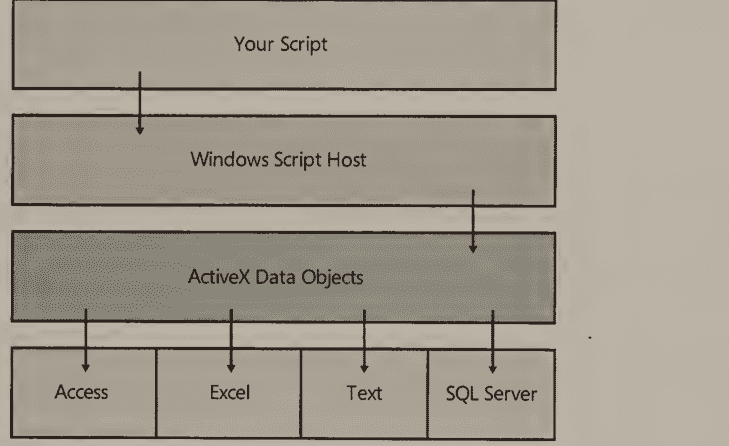 Your Script
Windows Script Host
ActiveX Data Objects
Access Excel Text SQL Server